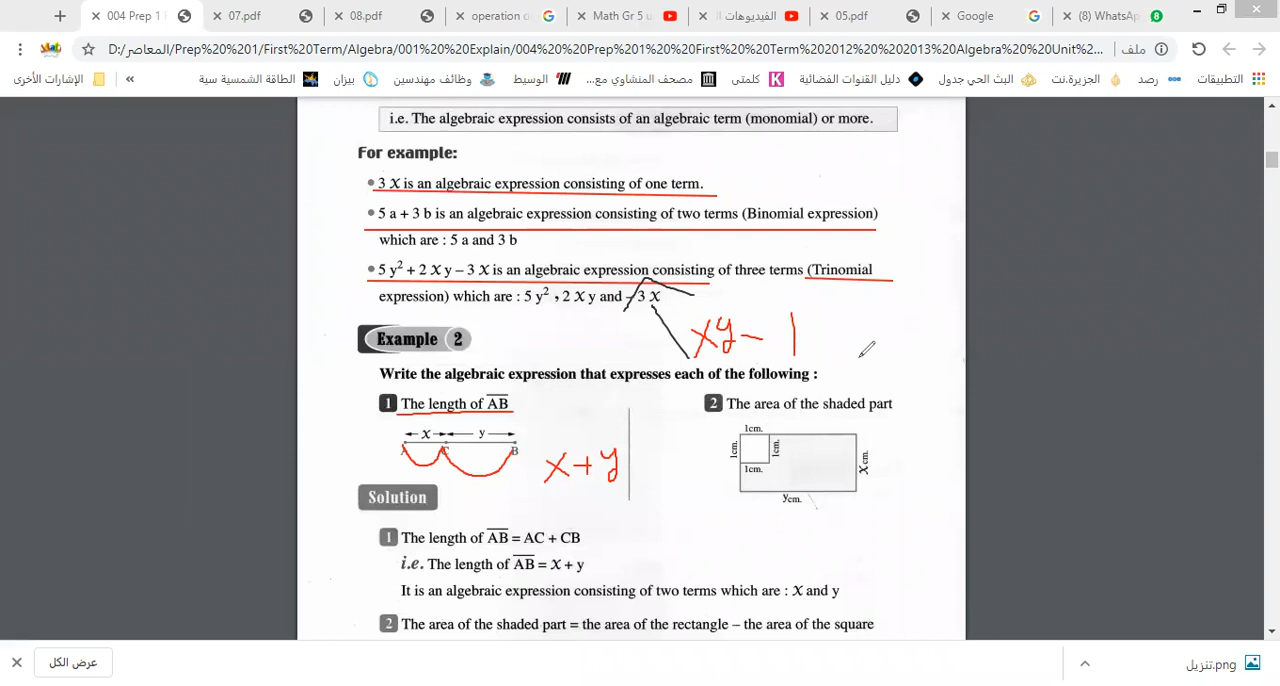 004 Prep 1 F
07.pdf
08.pdf
operation o
Math Gr 5 u
الفيديوهات ال
05.pdf
Google
(8) WhatsAp
D:/المعاصر/Prep%20%201/First%20Term/Algebra/001%20%20Explain/004%20%20Prep%201%20%20First%20%20Term%202012%20%202013%20Algebra%20%20Unit%...
ملف
التطبيقات
رصد
الجزيرة.نت
البث الحي جدول
دليل القنوات الفضائية
كلمتى
مصحف المنشاوي مع...
الوسيط
وظائف مهندسين
بيزان
الطاقة الشمسية سية
»
الإشارات الأخرى
i.e. The algebraic expression consists of an algebraic term (monomial) or more.
For example:
• 3 X is an algebraic expression consisting of one term.
• 5 a + 3 b is an algebraic expression consisting of two terms (Binomial expression)
which are : 5 a and 3 b
• 5 y² + 2 X y – 3 X is an algebraic expression consisting of three terms (Trinomial
expression) which are : 5 y² , 2 X y and – 3 X
xy - 1
Example 2
Write the algebraic expression that expresses each of the following :
1 The length of A̅B̅
X y
A C B
x + y
2 The area of the shaded part
1cm.
1cm. 1cm.
1cm.
X cm.
ycm.
Solution
1 The length of A̅B̅ = AC + CB
i.e. The length of A̅B̅ = X + y
It is an algebraic expression consisting of two terms which are : X and y
2 The area of the shaded part = the area of the rectangle – the area of the square
عرض الكل
تنزيل.png